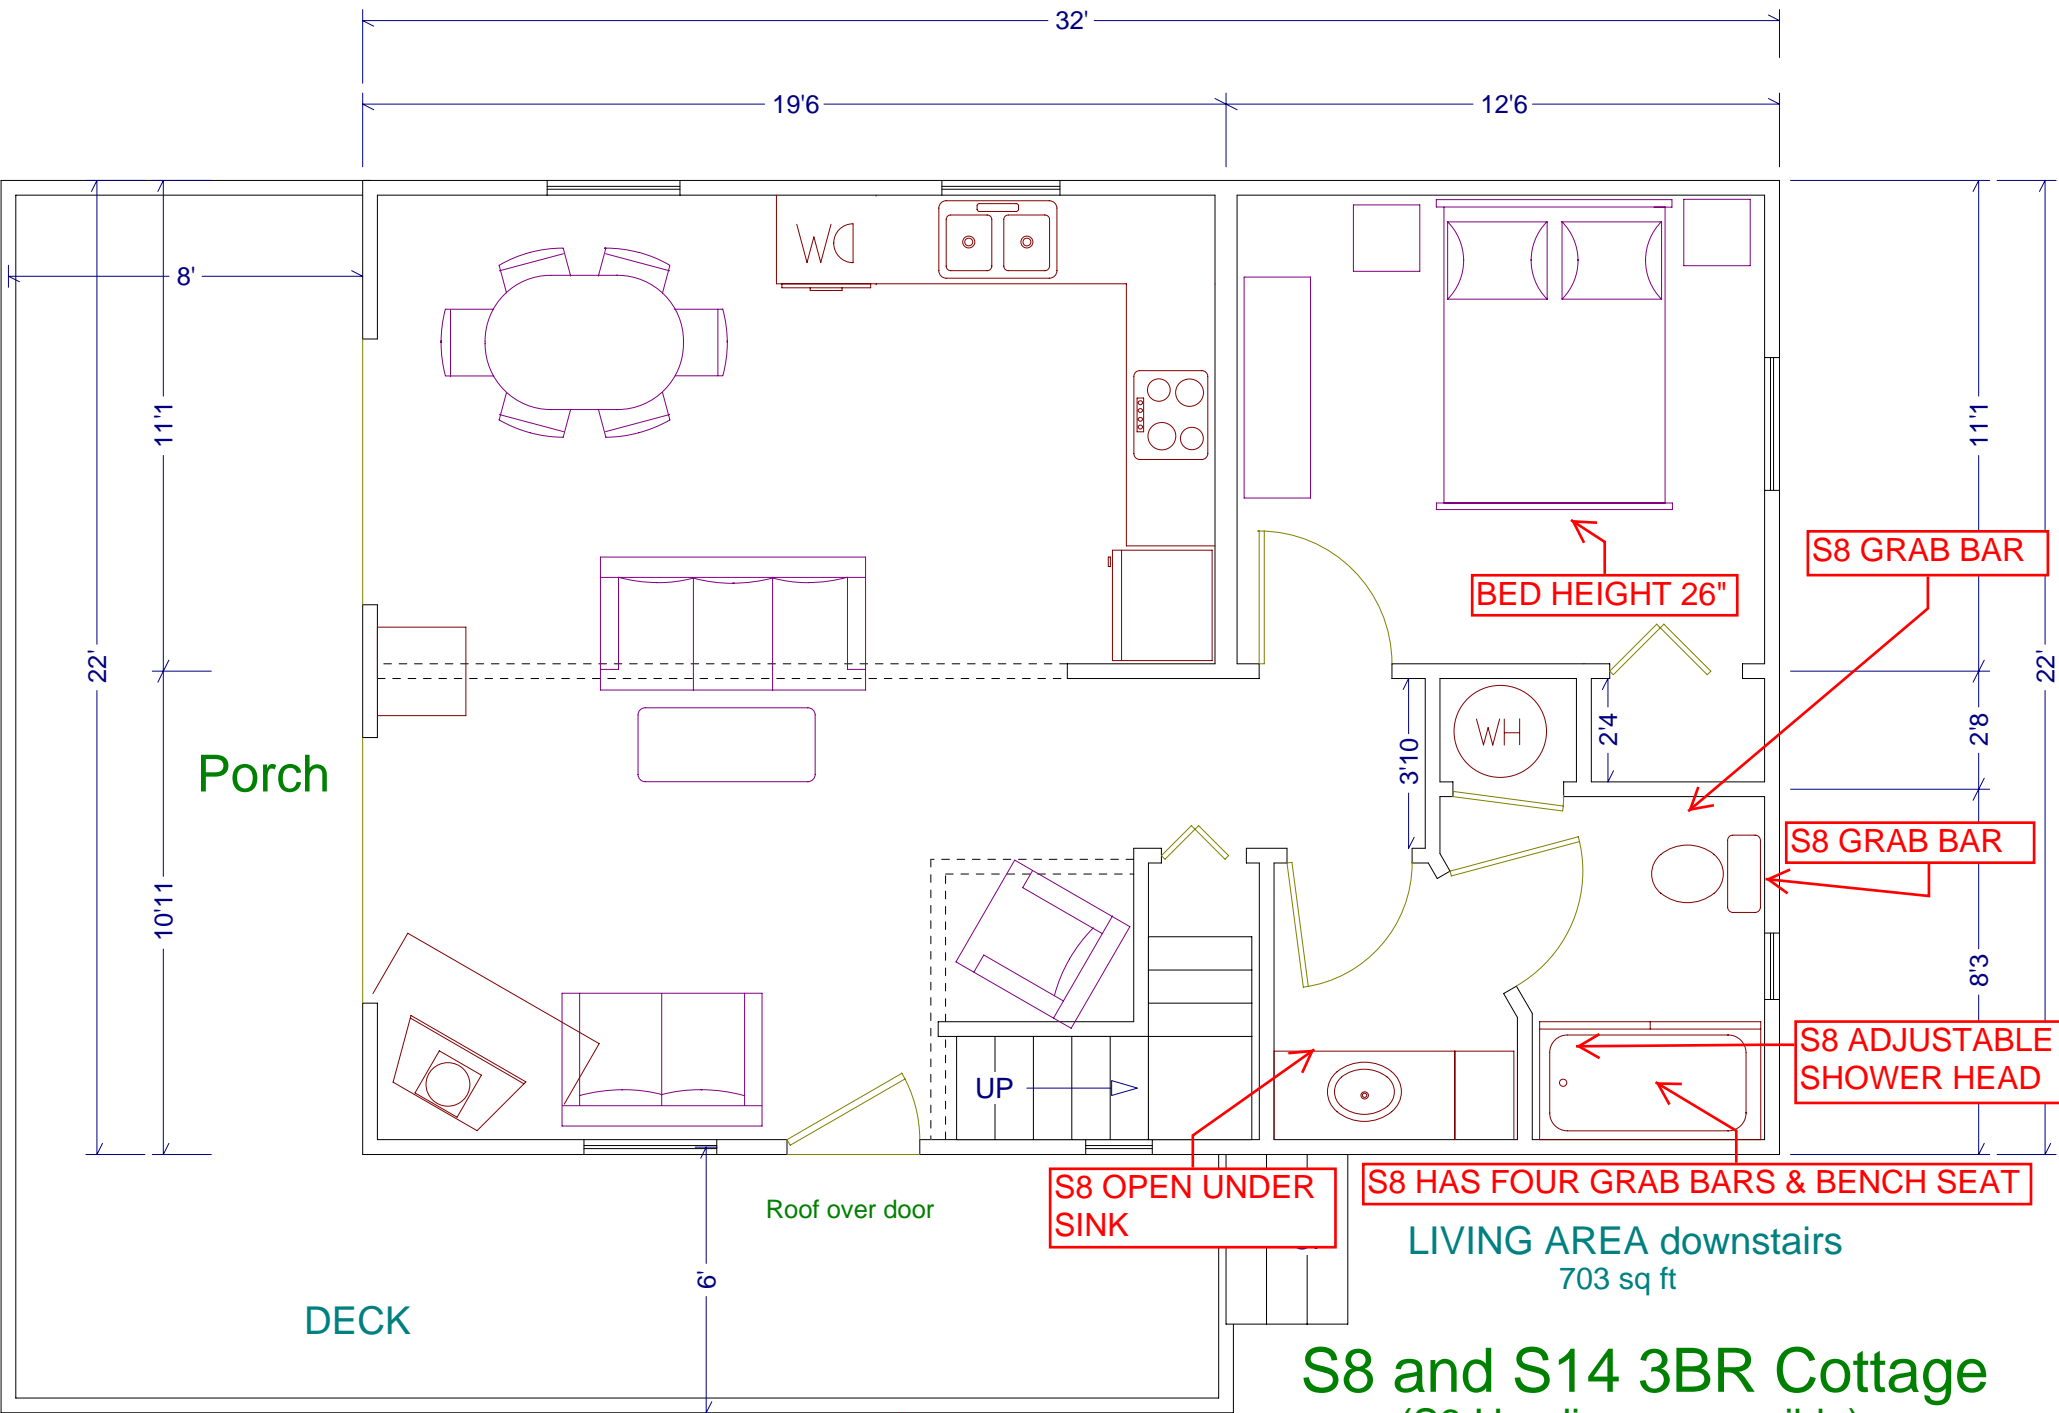 32'
19'6
12'6
8'
WD
11'1
11'1
S8 GRAB BAR
BED HEIGHT 26"
22'
22'
2'4
2'8
WH
3'10
Porch
S8 GRAB BAR
10'11
8'3
S8 ADJUSTABLE
SHOWER HEAD
UP
S8 OPEN UNDER
SINK
S8 HAS FOUR GRAB BARS & BENCH SEAT
Roof over door
LIVING AREA downstairs
703 sq ft
6'
DECK
S8 and S14 3BR Cottage